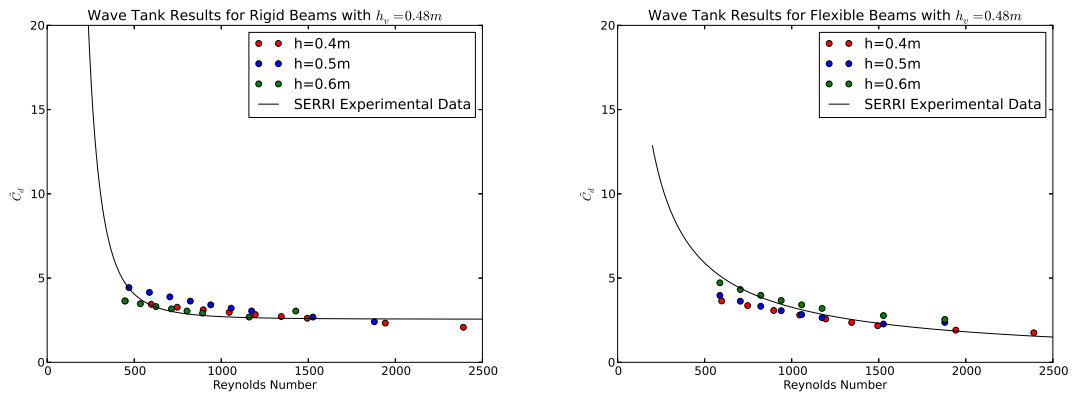 Wave Tank Results for Rigid Beams with h_v=0.48m
20
15
10
5
0
C̃_d
h=0.4m
h=0.5m
h=0.6m
SERRI Experimental Data
0 500 1000 1500 2000 2500
Reynolds Number
Wave Tank Results for Flexible Beams with h_v=0.48m
20
15
10
5
0
C̃_d
h=0.4m
h=0.5m
h=0.6m
SERRI Experimental Data
0 500 1000 1500 2000 2500
Reynolds Number